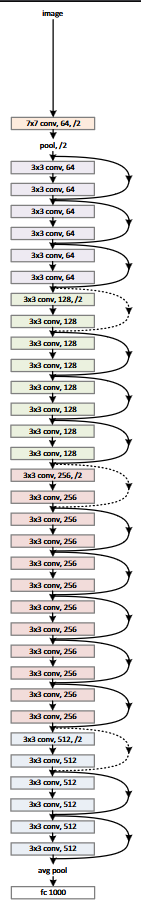 image
7x7 conv, 64, /2
pool, /2
3x3 conv, 64
3x3 conv, 64
3x3 conv, 64
3x3 conv, 64
3x3 conv, 64
3x3 conv, 64
3x3 conv, 128, /2
3x3 conv, 128
3x3 conv, 128
3x3 conv, 128
3x3 conv, 128
3x3 conv, 128
3x3 conv, 128
3x3 conv, 128
3x3 conv, 256, /2
3x3 conv, 256
3x3 conv, 256
3x3 conv, 256
3x3 conv, 256
3x3 conv, 256
3x3 conv, 256
3x3 conv, 256
3x3 conv, 256
3x3 conv, 256
3x3 conv, 256
3x3 conv, 256
3x3 conv, 512, /2
3x3 conv, 512
3x3 conv, 512
3x3 conv, 512
3x3 conv, 512
3x3 conv, 512
avg pool
fc 1000